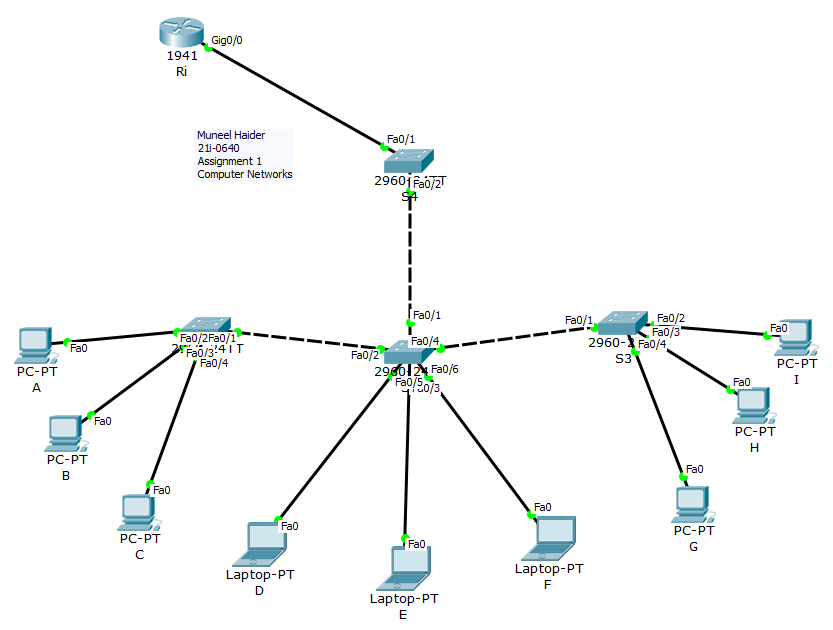 Gig0/0
1941
Ri
Muneel Haider
21i-0640
Assignment 1
Computer Networks
Fa0/1
Fa0/2
S4
Fa0/1
Fa0/4
Fa0/2
Fa0/6
Fa0/5
Fa0/2
Fa0/1
Fa0/3
Fa0/4
Fa0/1
Fa0/2
Fa0/3
Fa0/4
S3
Fa0
PC-PT
A
Fa0
PC-PT
B
Fa0
PC-PT
C
Fa0
Laptop-PT
D
Fa0
Laptop-PT
E
Fa0
Laptop-PT
F
Fa0
PC-PT
G
Fa0
PC-PT
H
Fa0
PC-PT
I